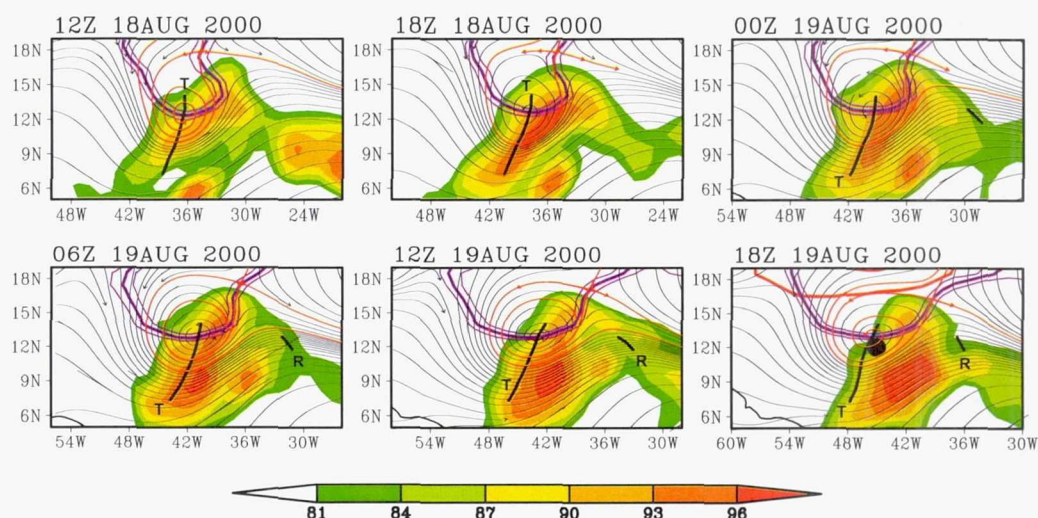 12Z 18AUG 2000
18Z 18AUG 2000
00Z 19AUG 2000
18N
15N
12N
9N
6N
T
48W 42W 36W 30W
18N
15N
12N
9N
6N
T
48W 42W 36W 30W 24W
18N
15N
12N
9N
6N
T
54W 48W 42W 36W 30W
06Z 19AUG 2000
12Z 19AUG 2000
18Z 19AUG 2000
18N
15N
12N
9N
6N
T
R
54W 48W 42W 36W 30W
18N
15N
12N
9N
6N
T
R
54W 48W 42W 36W 30W
18N
15N
12N
9N
6N
T
R
60W 54W 48W 42W 36W 30W
81 84 87 90 93 96